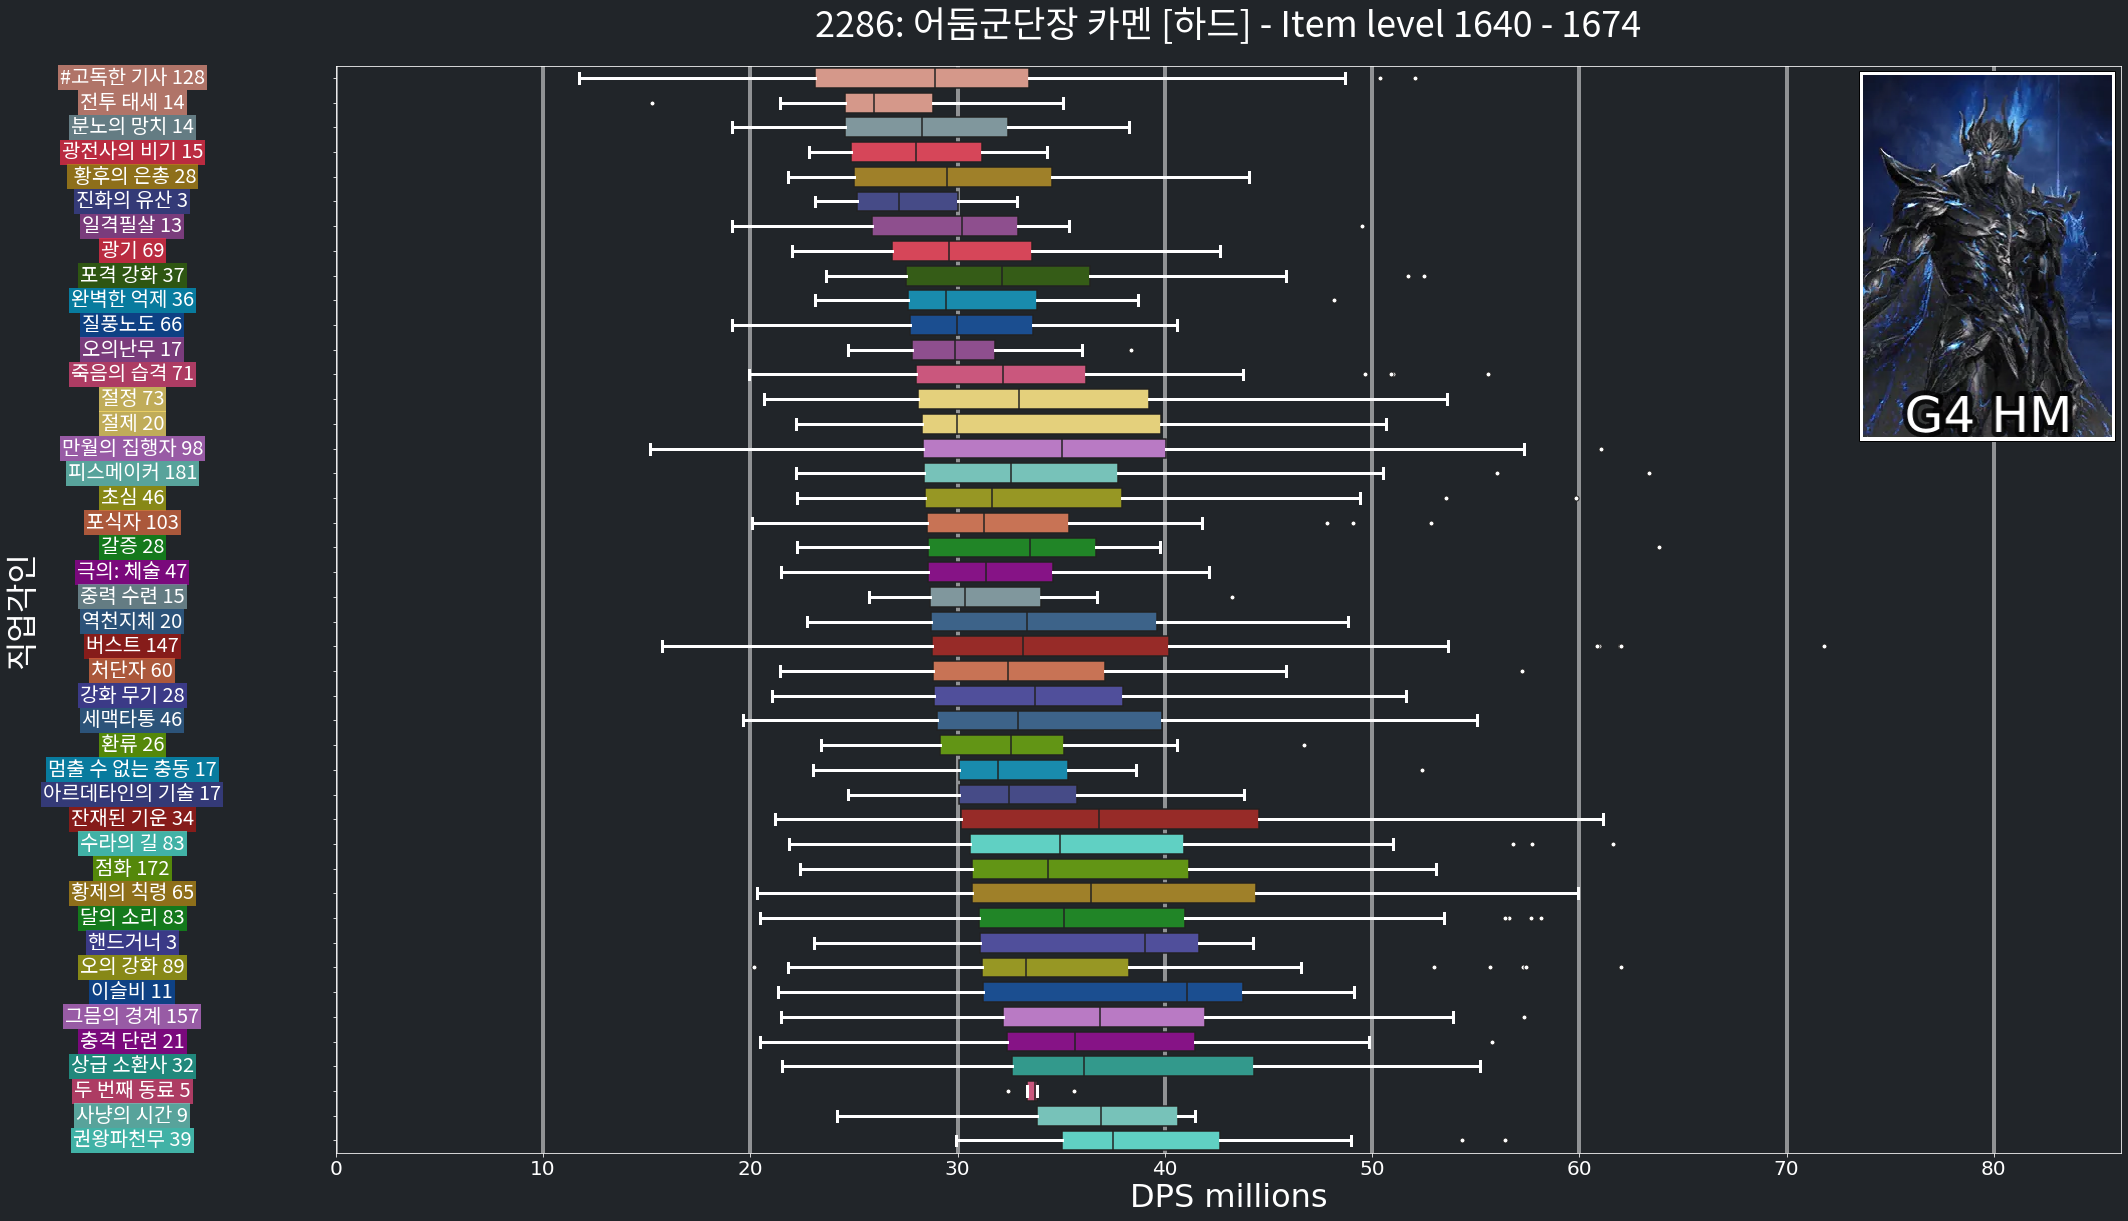 2286: 어둠군단장 카멘 [하드] - Item level 1640 - 1674
직업각인
#고독한 기사 128
전투 태세 14
분노의 망치 14
광전사의 비기 15
황후의 은총 28
진화의 유산 3
일격필살 13
광기 69
포격 강화 37
완벽한 억제 36
질풍노도 66
오의난무 17
죽음의 습격 71
절정 73
절제 20
만월의 집행자 98
피스메이커 181
초심 46
포식자 103
갈증 28
극의: 체술 47
중력 수련 15
역천지체 20
버스트 147
처단자 60
강화 무기 28
세맥타통 46
환류 26
멈출 수 없는 충동 17
아르데타인의 기술 17
잔재된 기운 34
수라의 길 83
점화 172
황제의 칙령 65
달의 소리 83
핸드거너 3
오의 강화 89
이슬비 11
그믐의 경계 157
충격 단련 21
상급 소환사 32
두 번째 동료 5
사냥의 시간 9
권왕파천무 39
G4 HM
0 10 20 30 40 50 60 70 80
DPS millions